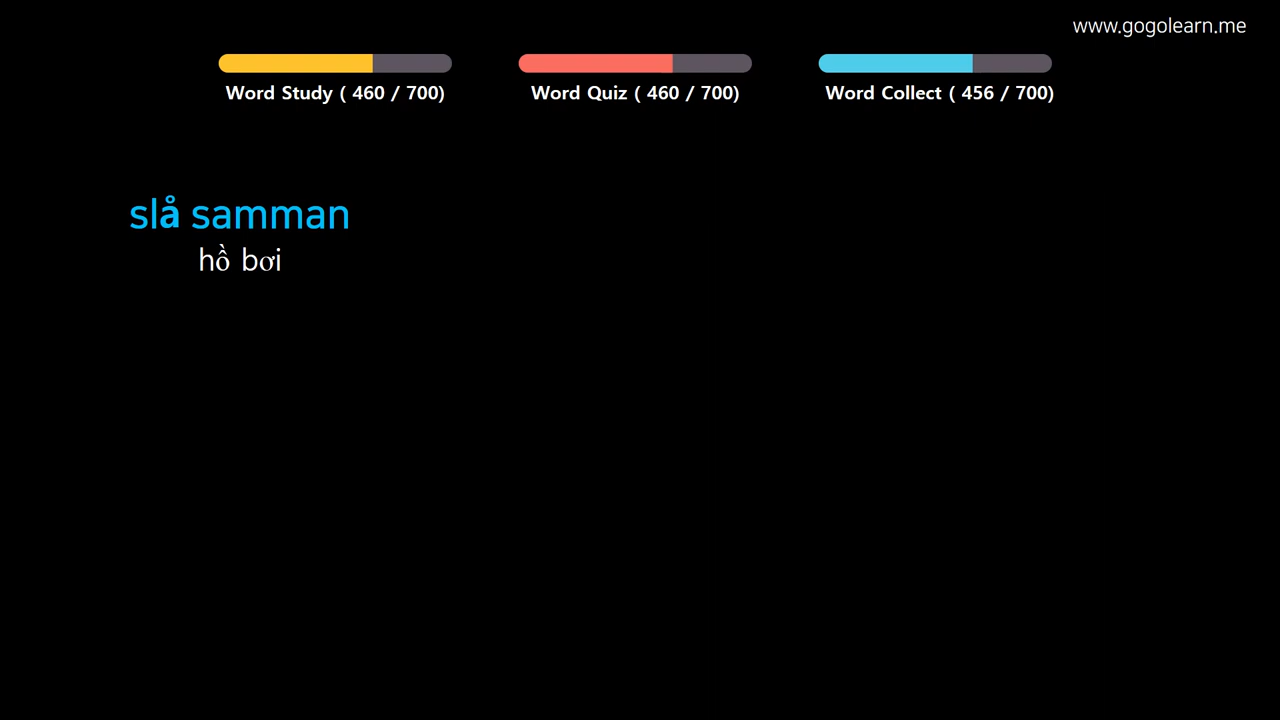 www.gogolearn.me
Word Study ( 460 / 700)
Word Quiz ( 460 / 700)
Word Collect ( 456 / 700)
slå samman
hồ bơi